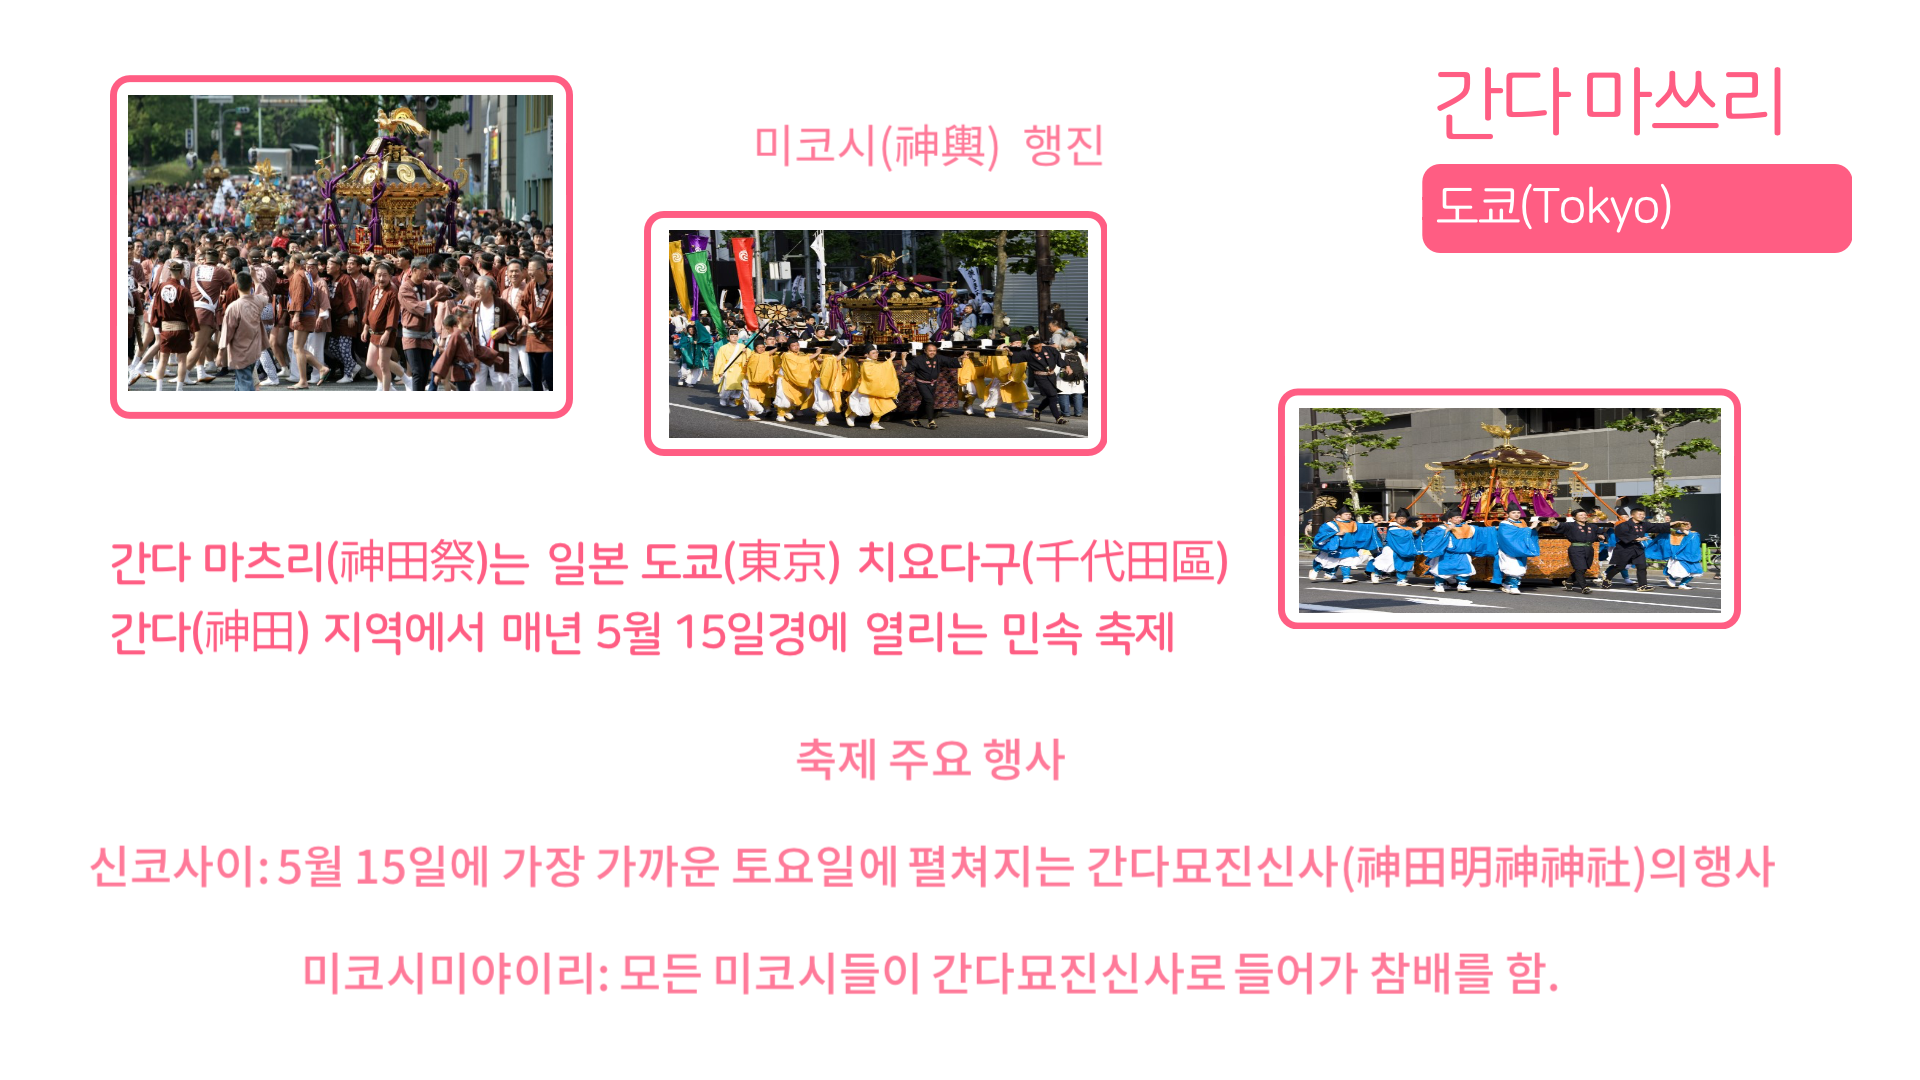 간다 마쓰리
도쿄(Tokyo)
미코시(神輿) 행진
간다 마츠리(神田祭)는 일본 도쿄(東京) 치요다구(千代田區)
간다(神田) 지역에서 매년 5월 15일경에 열리는 민속 축제
축제 주요 행사
신코사이: 5월 15일에 가장 가까운 토요일에 펼쳐지는 간다묘진신사(神田明神神社)의행사
미코시미야이리: 모든 미코시들이 간다묘진신사로 들어가 참배를 함.